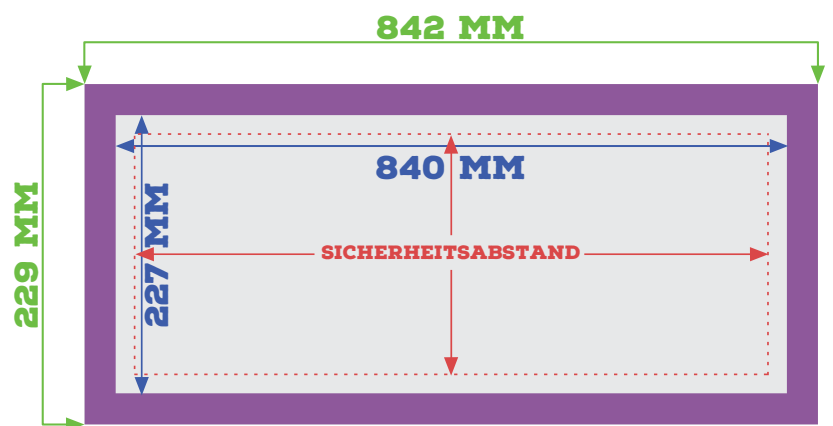 842 MM
840 MM
229 MM
227 MM
SICHERHEITSABSTAND